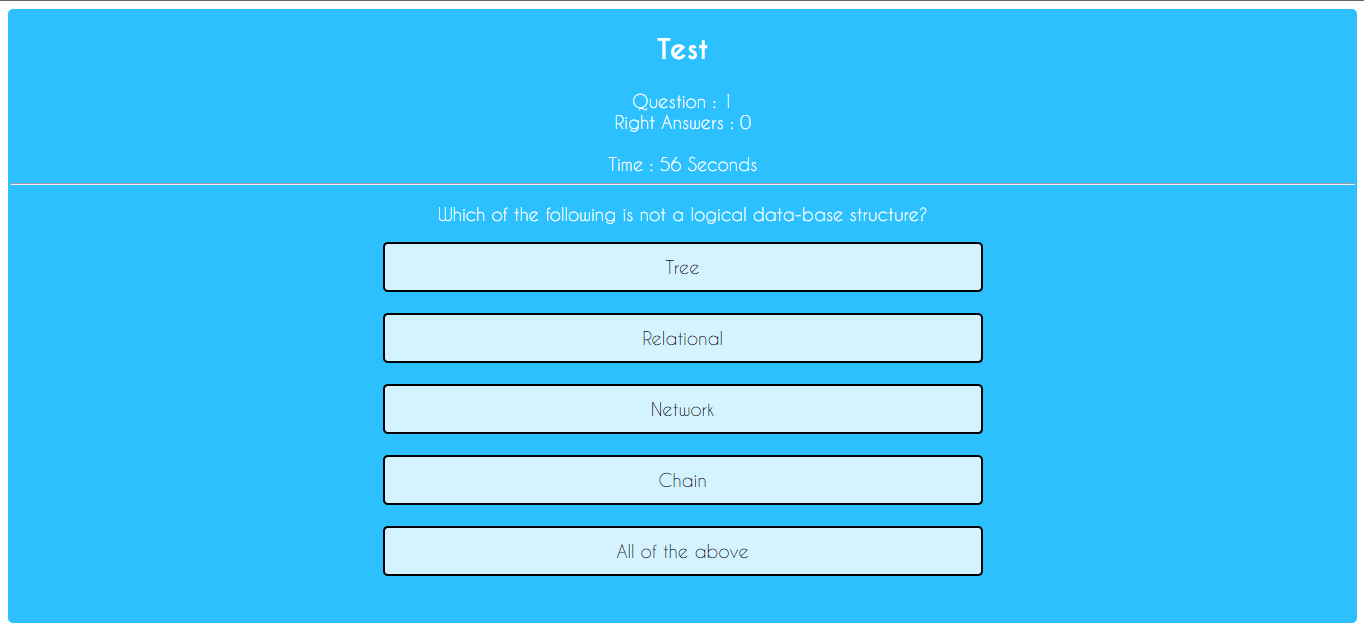 Test
Question : 1
Right Answers : 0
Time : 56 Seconds
Which of the following is not a logical data-base structure?
Tree
Relational
Network
Chain
All of the above